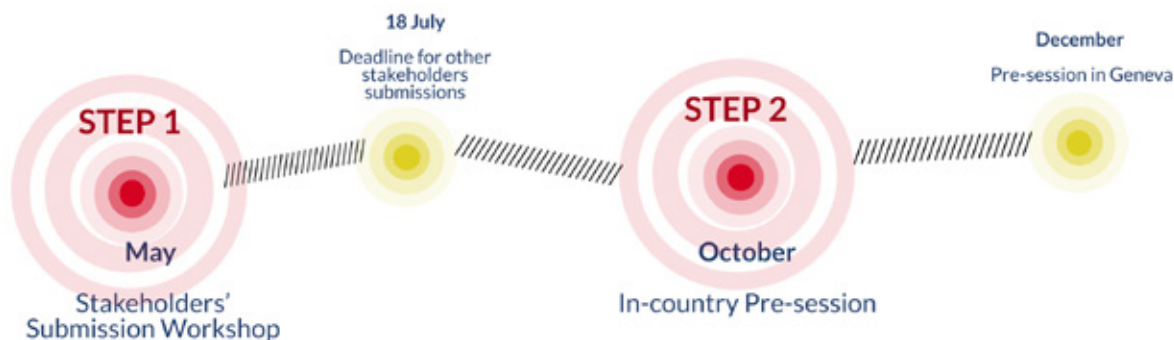 STEP 1
May
Stakeholders'
Submission Workshop
18 July
Deadline for other
stakeholders
submissions
STEP 2
October
In-country Pre-session
December
Pre-session in Geneva